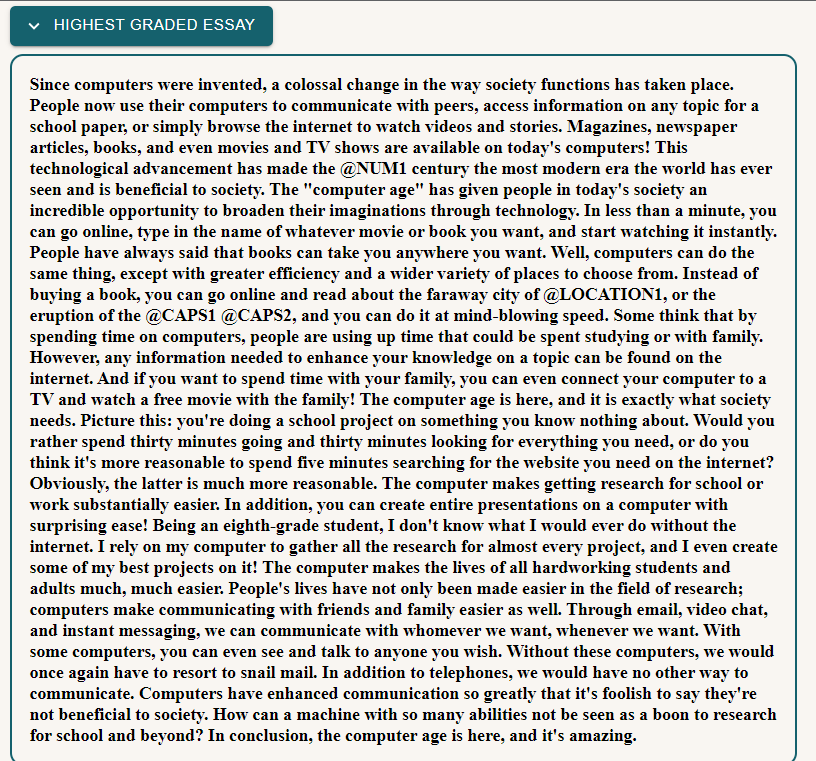 HIGHEST GRADED ESSAY
Since computers were invented, a colossal change in the way society functions has taken place.
People now use their computers to communicate with peers, access information on any topic for a
school paper, or simply browse the internet to watch videos and stories. Magazines, newspaper
articles, books, and even movies and TV shows are available on today's computers! This
technological advancement has made the @NUM1 century the most modern era the world has ever
seen and is beneficial to society. The "computer age" has given people in today's society an
incredible opportunity to broaden their imaginations through technology. In less than a minute, you
can go online, type in the name of whatever movie or book you want, and start watching it instantly.
People have always said that books can take you anywhere you want. Well, computers can do the
same thing, except with greater efficiency and a wider variety of places to choose from. Instead of
buying a book, you can go online and read about the faraway city of @LOCATION1, or the
eruption of the @CAPS1 @CAPS2, and you can do it at mind-blowing speed. Some think that by
spending time on computers, people are using up time that could be spent studying or with family.
However, any information needed to enhance your knowledge on a topic can be found on the
internet. And if you want to spend time with your family, you can even connect your computer to a
TV and watch a free movie with the family! The computer age is here, and it is exactly what society
needs. Picture this: you're doing a school project on something you know nothing about. Would you
rather spend thirty minutes going and thirty minutes looking for everything you need, or do you
think it's more reasonable to spend five minutes searching for the website you need on the internet?
Obviously, the latter is much more reasonable. The computer makes getting research for school or
work substantially easier. In addition, you can create entire presentations on a computer with
surprising ease! Being an eighth-grade student, I don't know what I would ever do without the
internet. I rely on my computer to gather all the research for almost every project, and I even create
some of my best projects on it! The computer makes the lives of all hardworking students and
adults much, much easier. People's lives have not only been made easier in the field of research;
computers make communicating with friends and family easier as well. Through email, video chat,
and instant messaging, we can communicate with whomever we want, whenever we want. With
some computers, you can even see and talk to anyone you wish. Without these computers, we would
once again have to resort to snail mail. In addition to telephones, we would have no other way to
communicate. Computers have enhanced communication so greatly that it's foolish to say they're
not beneficial to society. How can a machine with so many abilities not be seen as a boon to research
for school and beyond? In conclusion, the computer age is here, and it's amazing.